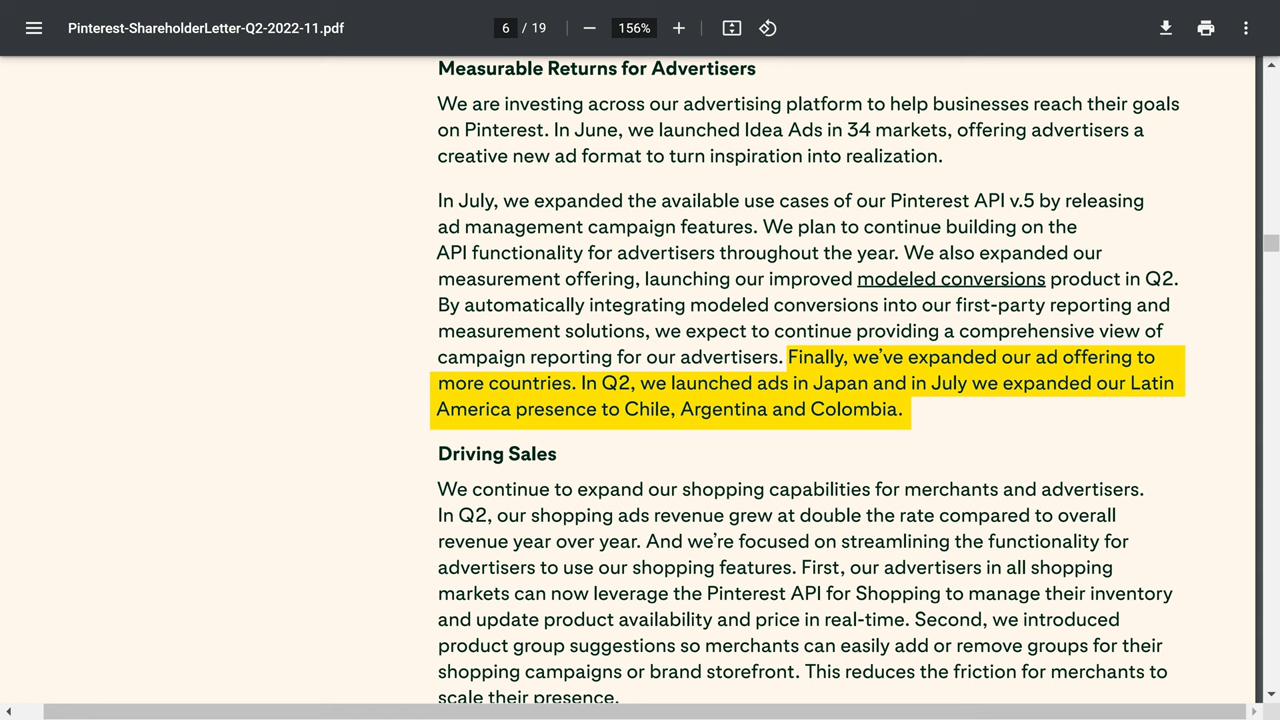 Pinterest-ShareholderLetter-Q2-2022-11.pdf
6 / 19
156%
Measurable Returns for Advertisers
We are investing across our advertising platform to help businesses reach their goals
on Pinterest. In June, we launched Idea Ads in 34 markets, offering advertisers a
creative new ad format to turn inspiration into realization.
In July, we expanded the available use cases of our Pinterest API v.5 by releasing
ad management campaign features. We plan to continue building on the
API functionality for advertisers throughout the year. We also expanded our
measurement offering, launching our improved modeled conversions product in Q2.
By automatically integrating modeled conversions into our first-party reporting and
measurement solutions, we expect to continue providing a comprehensive view of
campaign reporting for our advertisers. Finally, we’ve expanded our ad offering to
more countries. In Q2, we launched ads in Japan and in July we expanded our Latin
America presence to Chile, Argentina and Colombia.
Driving Sales
We continue to expand our shopping capabilities for merchants and advertisers.
In Q2, our shopping ads revenue grew at double the rate compared to overall
revenue year over year. And we’re focused on streamlining the functionality for
advertisers to use our shopping features. First, our advertisers in all shopping
markets can now leverage the Pinterest API for Shopping to manage their inventory
and update product availability and price in real-time. Second, we introduced
product group suggestions so merchants can easily add or remove groups for their
shopping campaigns or brand storefront. This reduces the friction for merchants to
scale their presence.